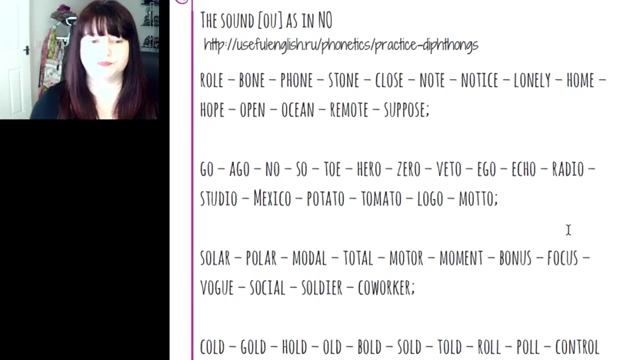 The sound [ou] as in NO
http://usefulenglish.ru/phonetics/practice-diphthongs
role – bone – phone – stone – close – note – notice – lonely – home –
hope – open – ocean – remote – suppose;
go – ago – no – so – toe – hero – zero – veto – ego – echo – radio –
studio – Mexico – potato – tomato – logo – motto;
solar – polar – modal – total – motor – moment – bonus – focus –
vogue – social – soldier – coworker;
cold – gold – hold – old – bold – sold – told – roll – poll – control